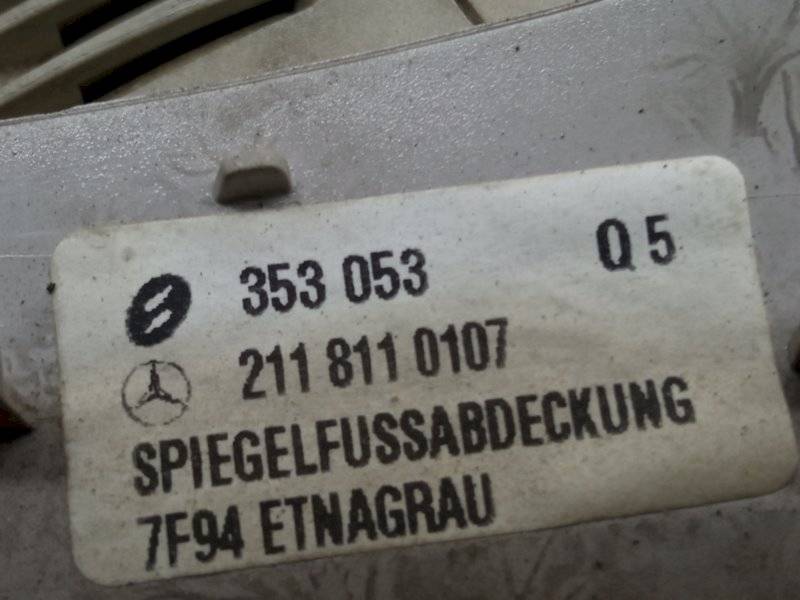 353 053 Q 5
211 811 0107
SPIEGELFUSSABDECKUNG
7F94 ETNAGRAU